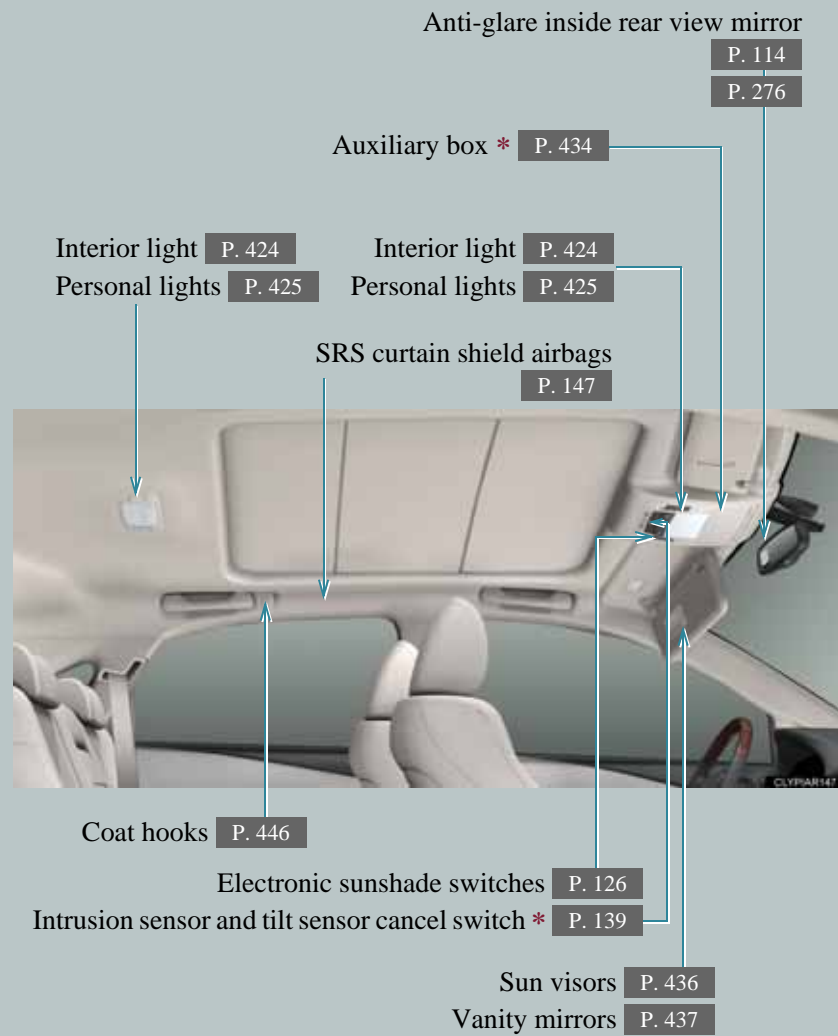 Anti-glare inside rear view mirror
P. 114
P. 276
Auxiliary box * P. 434
Interior light P. 424 Interior light P. 424
Personal lights P. 425 Personal lights P. 425
SRS curtain shield airbags
P. 147
CLYPIAR147
Coat hooks P. 446
Electronic sunshade switches P. 126
Intrusion sensor and tilt sensor cancel switch * P. 139
Sun visors P. 436
Vanity mirrors P. 437